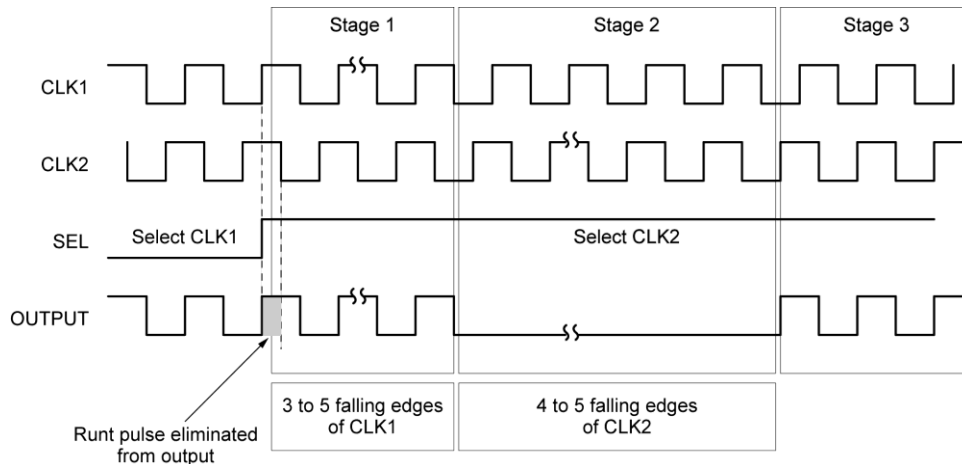 Stage 1
Stage 2
Stage 3
CLK1
CLK2
SEL
Select CLK1
Select CLK2
OUTPUT
Runt pulse eliminated
from output
3 to 5 falling edges
of CLK1
4 to 5 falling edges
of CLK2